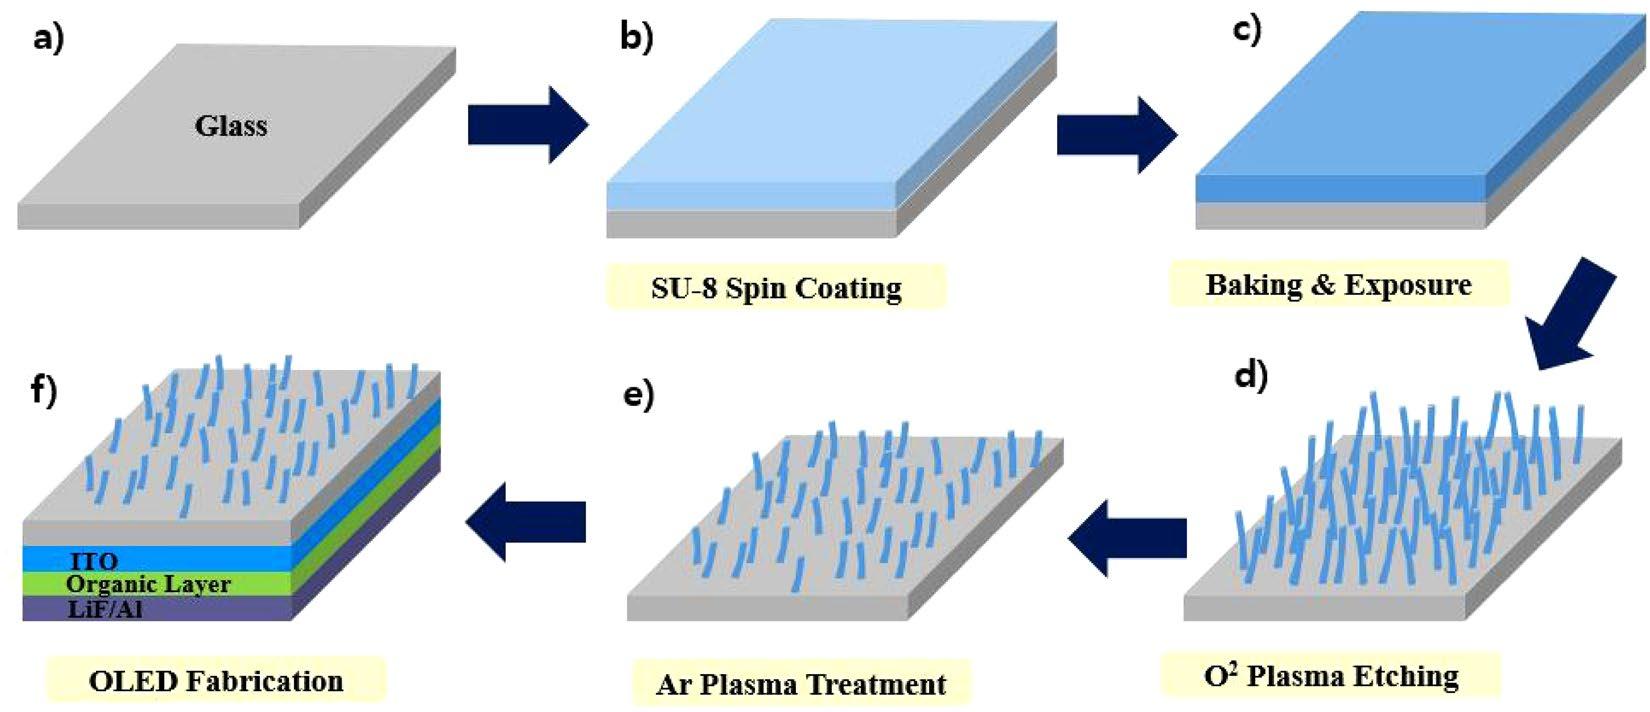 a)
Glass
b)
SU-8 Spin Coating
c)
Baking & Exposure
d)
O² Plasma Etching
e)
Ar Plasma Treatment
f)
ITO
Organic Layer
LiF/Al
OLED Fabrication